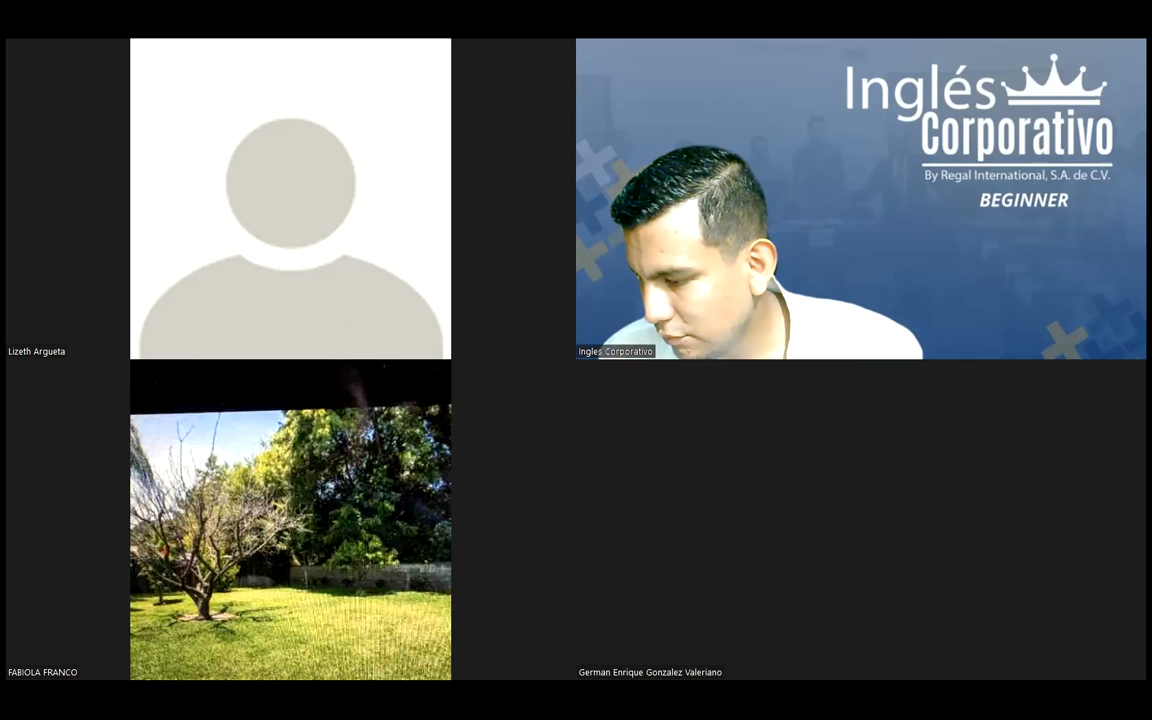 Inglés
Corporativo
By Regal International, S.A. de C.V.
BEGINNER
Lizeth Argueta
Ingles Corporativo
FABIOLA FRANCO
German Enrique Gonzalez Valeriano